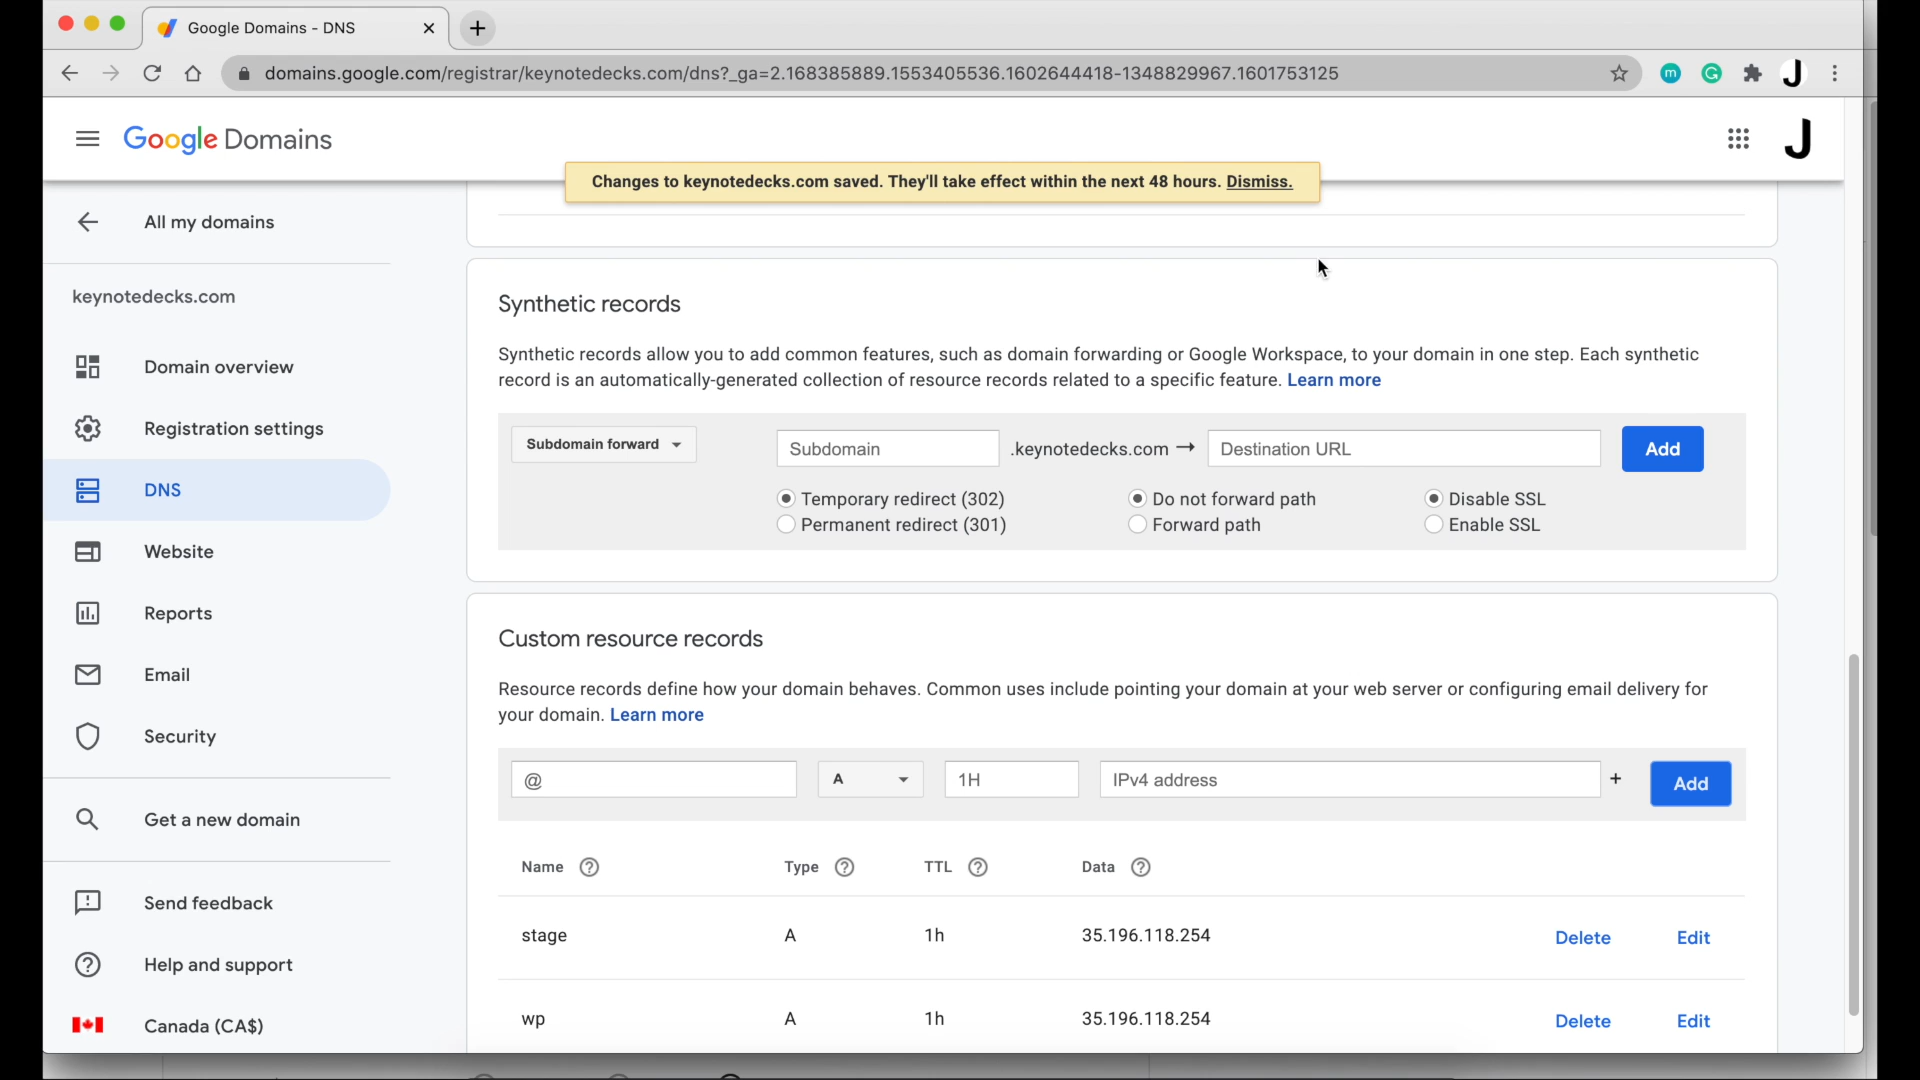 Google Domains - DNS
domains.google.com/registrar/keynotedecks.com/dns?_ga=2.168385889.1553405536.1602644418-1348829967.1601753125
m
G
J
Google Domains
J
Changes to keynotedecks.com saved. They'll take effect within the next 48 hours. Dismiss.
All my domains
keynotedecks.com
Domain overview
Registration settings
DNS
Website
Reports
Email
Security
Get a new domain
Send feedback
Help and support
Canada (CA$)
Synthetic records
Synthetic records allow you to add common features, such as domain forwarding or Google Workspace, to your domain in one step. Each synthetic
record is an automatically-generated collection of resource records related to a specific feature. Learn more
Subdomain forward Subdomain .keynotedecks.com → Destination URL Add
Temporary redirect (302) Do not forward path Disable SSL
Permanent redirect (301) Forward path Enable SSL
Custom resource records
Resource records define how your domain behaves. Common uses include pointing your domain at your web server or configuring email delivery for
your domain. Learn more
@ A 1H IPv4 address + Add
Name ? Type ? TTL ? Data ?
stage A 1h 35.196.118.254 Delete Edit
wp A 1h 35.196.118.254 Delete Edit